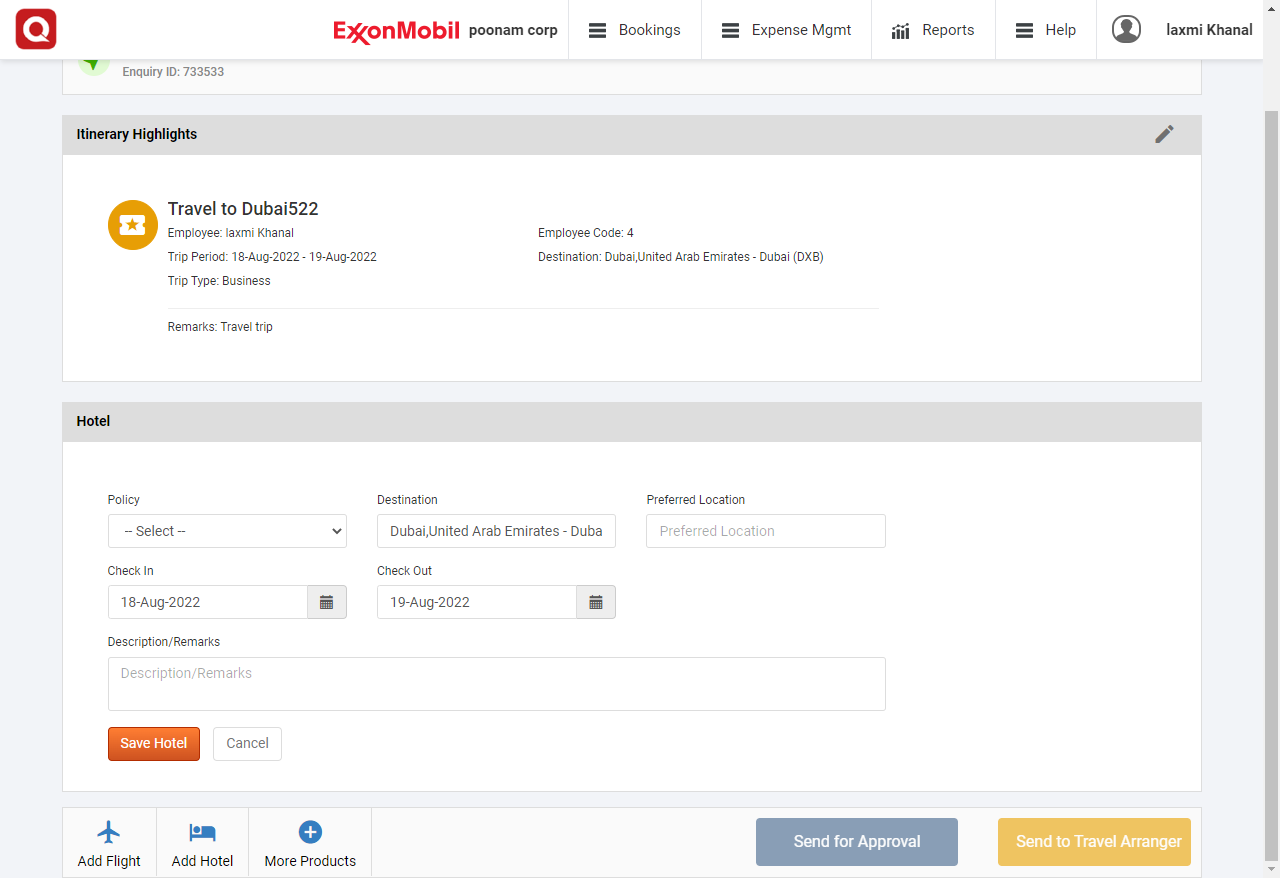 Q
ExxonMobil poonam corp Bookings Expense Mgmt Reports Help laxmi Khanal
Enquiry ID: 733533
Itinerary Highlights
Travel to Dubai522
Employee: laxmi Khanal Employee Code: 4
Trip Period: 18-Aug-2022 - 19-Aug-2022 Destination: Dubai,United Arab Emirates - Dubai (DXB)
Trip Type: Business
Remarks: Travel trip
Hotel
Policy Destination Preferred Location
-- Select -- Dubai,United Arab Emirates - Duba Preferred Location
Check In Check Out
18-Aug-2022 19-Aug-2022
Description/Remarks
Description/Remarks
Save Hotel Cancel
Add Flight Add Hotel More Products Send for Approval Send to Travel Arranger